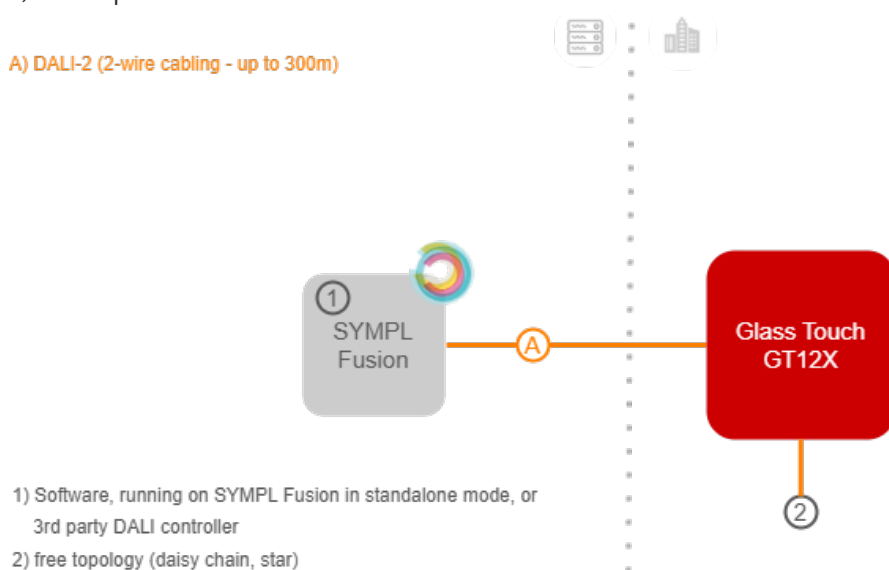 A) DALI-2 (2-wire cabling - up to 300m)
1
SYMPL
Fusion
A
Glass Touch
GT12X
2
1) Software, running on SYMPL Fusion in standalone mode, or
3rd party DALI controller
2) free topology (daisy chain, star)